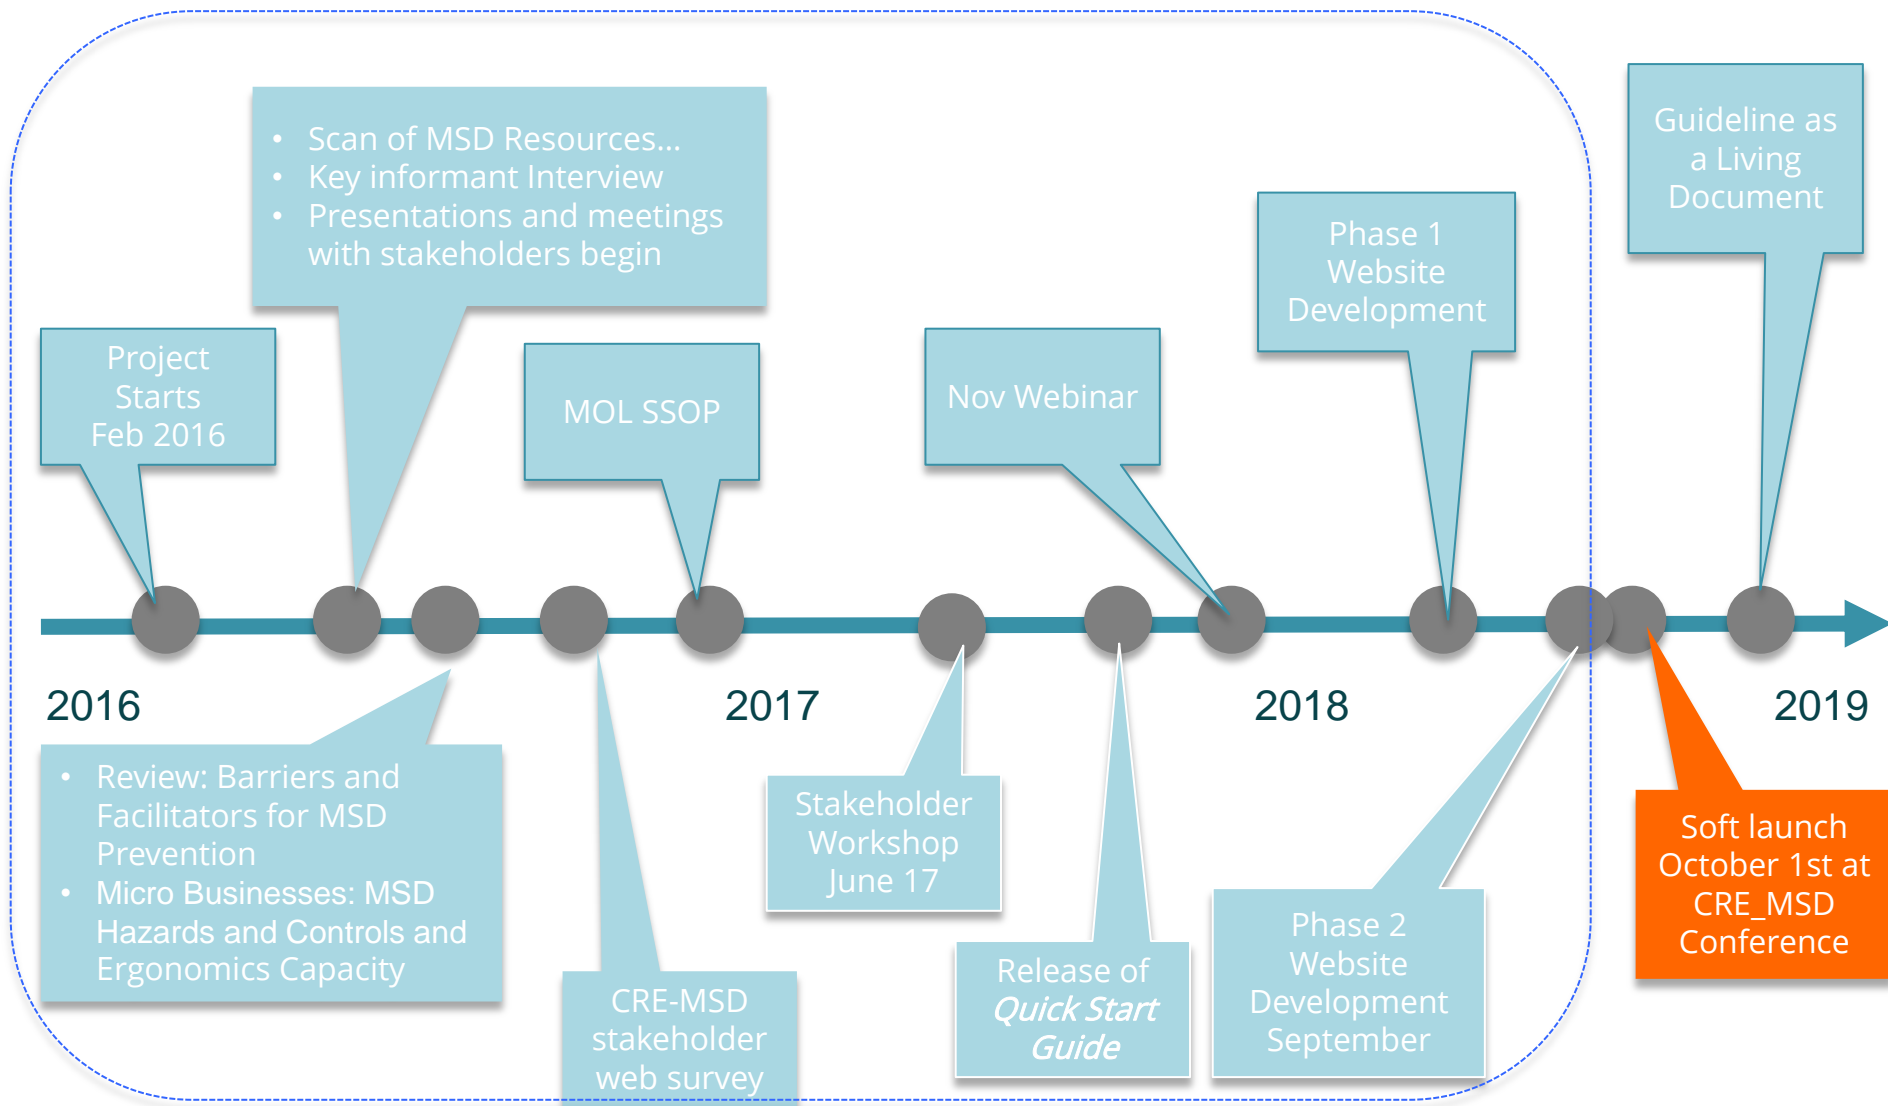 • Scan of MSD Resources...
• Key informant Interview
• Presentations and meetings
with stakeholders begin
Guideline as
a Living
Document
Phase 1
Website
Development
Project
Starts
Feb 2016
MOL SSOP
Nov Webinar
2016
2017
2018
2019
• Review: Barriers and
Facilitators for MSD
Prevention
• Micro Businesses: MSD
Hazards and Controls and
Ergonomics Capacity
CRE-MSD
stakeholder
web survey
Stakeholder
Workshop
June 17
Release of
Quick Start
Guide
Phase 2
Website
Development
September
Soft launch
October 1st at
CRE_MSD
Conference